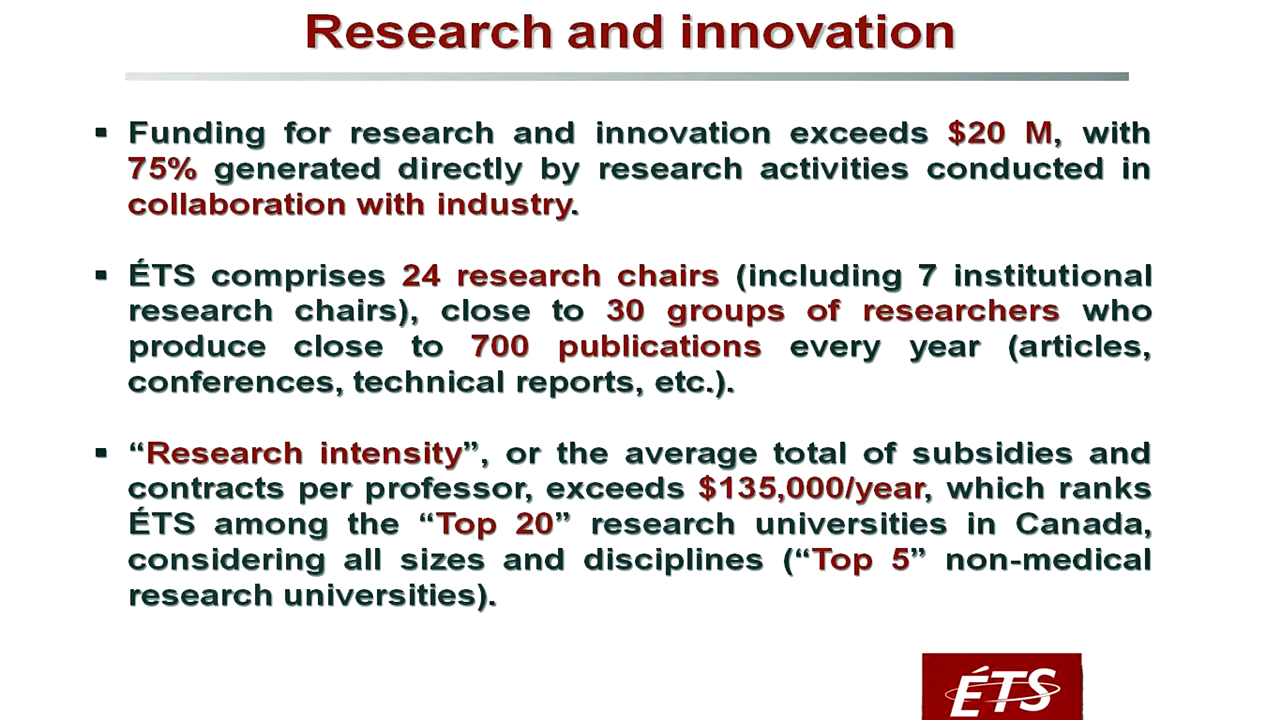 Research and innovation
▪ Funding for research and innovation exceeds $20 M, with
75% generated directly by research activities conducted in
collaboration with industry.
▪ ÉTS comprises 24 research chairs (including 7 institutional
research chairs), close to 30 groups of researchers who
produce close to 700 publications every year (articles,
conferences, technical reports, etc.).
▪ “Research intensity”, or the average total of subsidies and
contracts per professor, exceeds $135,000/year, which ranks
ÉTS among the “Top 20” research universities in Canada,
considering all sizes and disciplines (“Top 5” non-medical
research universities).
ÉTS